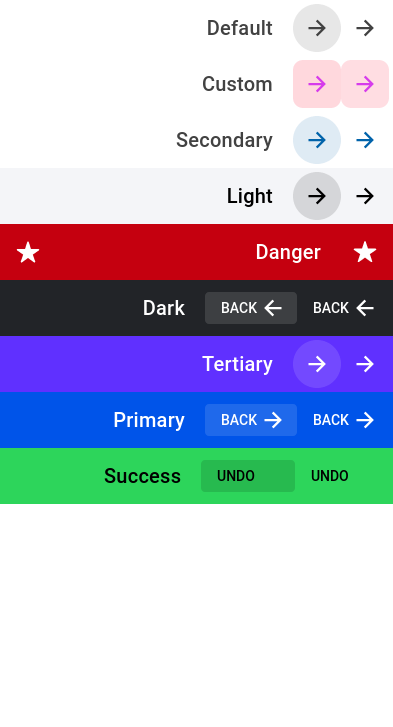 Default
Custom
Secondary
Light
Danger
Dark BACK BACK
Tertiary
Primary BACK BACK
Success UNDO UNDO